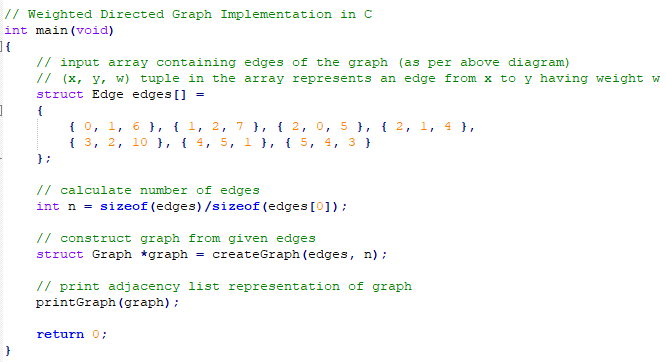 // Weighted Directed Graph Implementation in C
int main(void)
{
// input array containing edges of the graph (as per above diagram)
// (x, y, w) tuple in the array represents an edge from x to y having weight w
struct Edge edges[] =
{
{ 0, 1, 6 }, { 1, 2, 7 }, { 2, 0, 5 }, { 2, 1, 4 },
{ 3, 2, 10 }, { 4, 5, 1 }, { 5, 4, 3 }
};
// calculate number of edges
int n = sizeof(edges)/sizeof(edges[0]);
// construct graph from given edges
struct Graph *graph = createGraph(edges, n);
// print adjacency list representation of graph
printGraph(graph);
return 0;
}